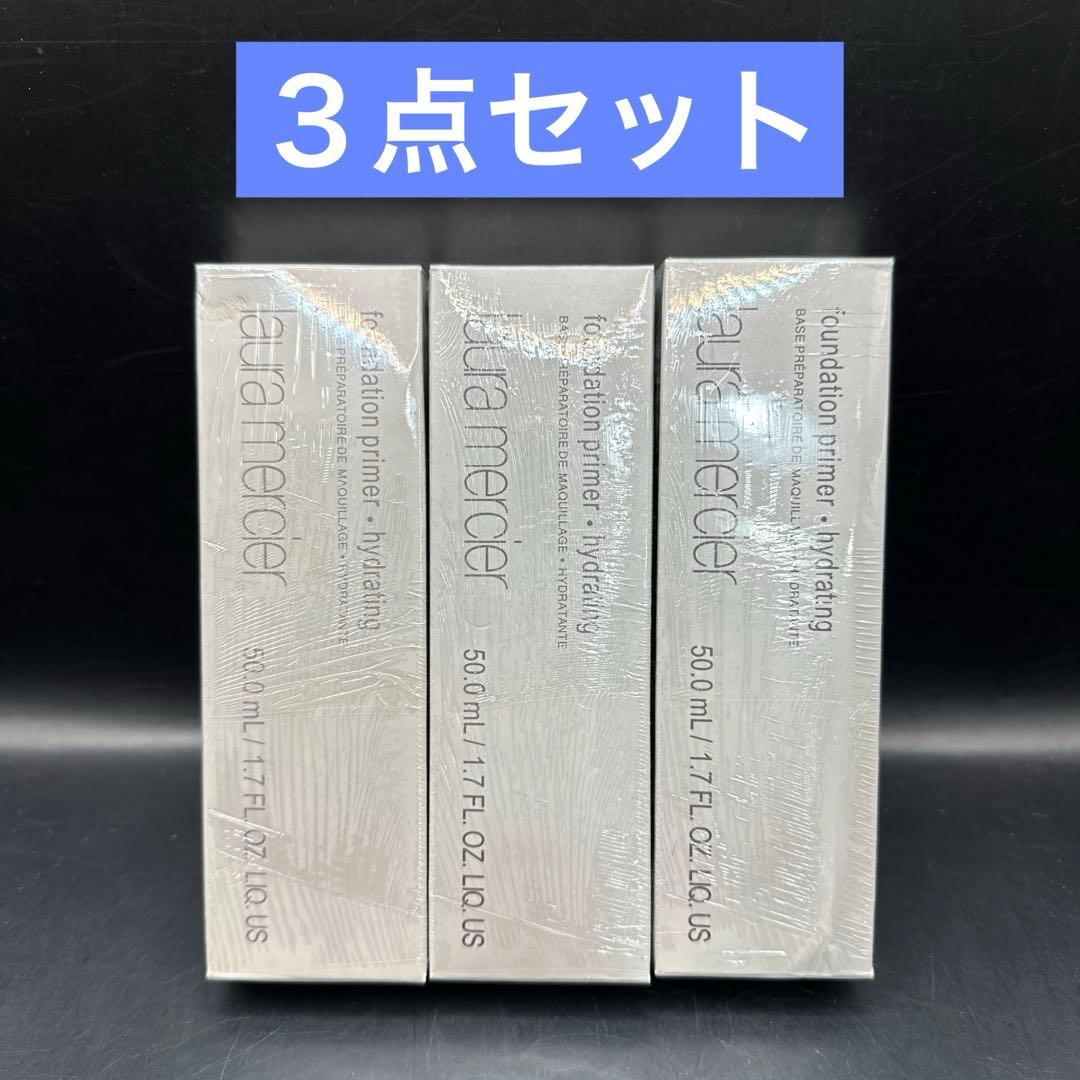 ３点セット
foundation primer • hydrating
PRÉPARATOIRE DE MAQUILLAGE • HYDRATANTE
laura mercier
50.0 mL / 1.7 FL. OZ. LIQ. US
foundation primer • hydrating
BASE PRÉPARATOIRE DE MAQUILLAGE • HYDRATANTE
laura mercier
50.0 mL / 1.7 FL. OZ. LIQ. US
foundation primer • hydrating
BASE PRÉPARATOIRE DE MAQUILLAGE • HYDRATANTE
laura mercier
50.0 mL / 1.7 FL. OZ. LIQ. US